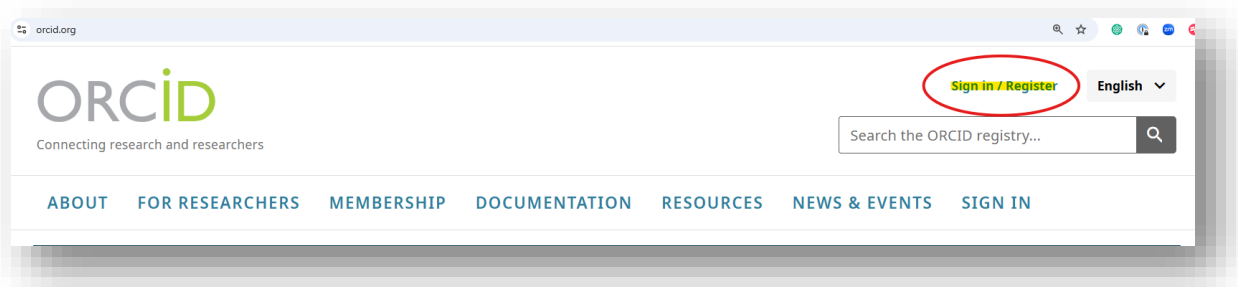 orcid.org
zm
Sign in / Register
English
ORCiD
Connecting research and researchers
Search the ORCID registry...
ABOUT FOR RESEARCHERS MEMBERSHIP DOCUMENTATION RESOURCES NEWS & EVENTS SIGN IN